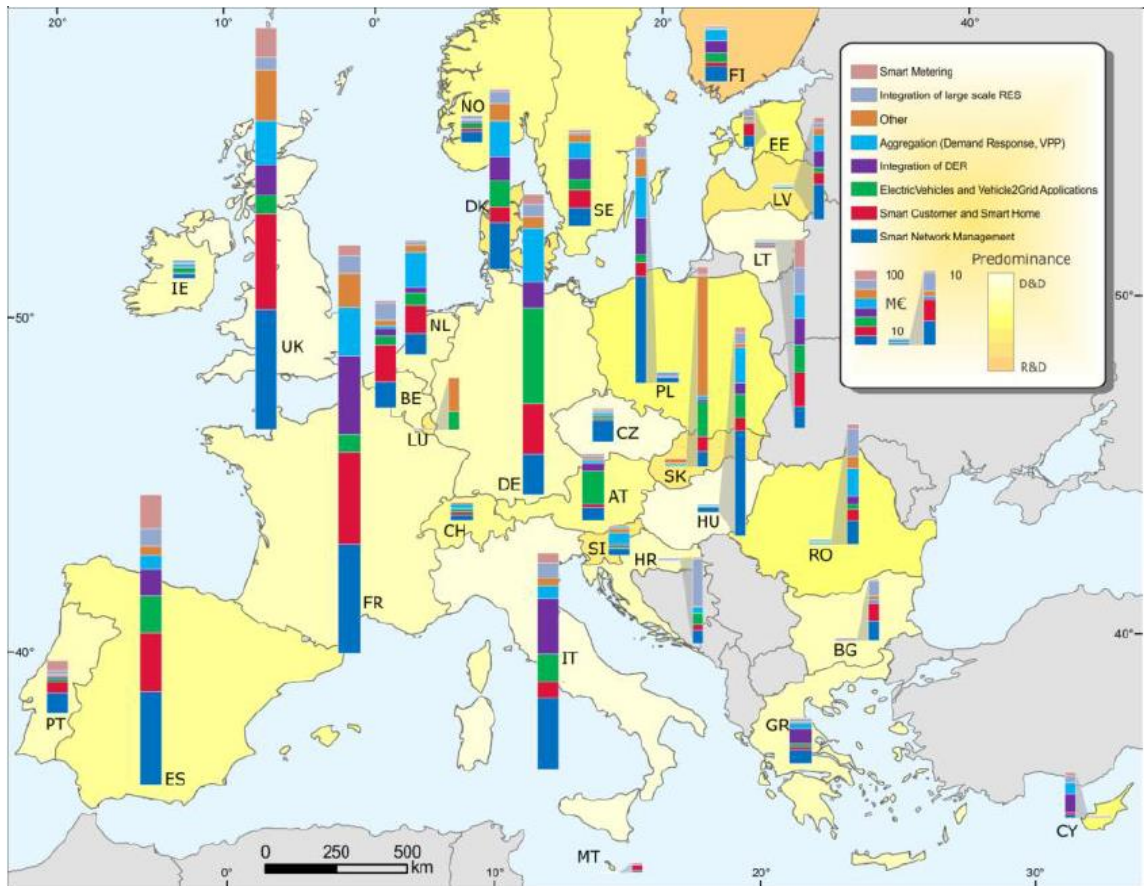 20° 0° 20° 40°
Smart Metering
Integration of large scale RES
Other
Aggregation (Demand Response, VPP)
Integration of DER
ElectricVehicles and Vehicle2Grid Applications
Smart Customer and Smart Home
Smart Network Management
Predominance
100
10
M€
10
D&D
R&D
FI
NO
EE
DK
SE
LV
LT
IE
UK
NL
50°
50°
BE
PL
LU
CZ
DE
SK
AT
HU
CH
RO
SI
HR
FR
IT
BG
40°
40°
PT
GR
ES
CY
MT
0 250 500
km
0° 10° 20° 30°